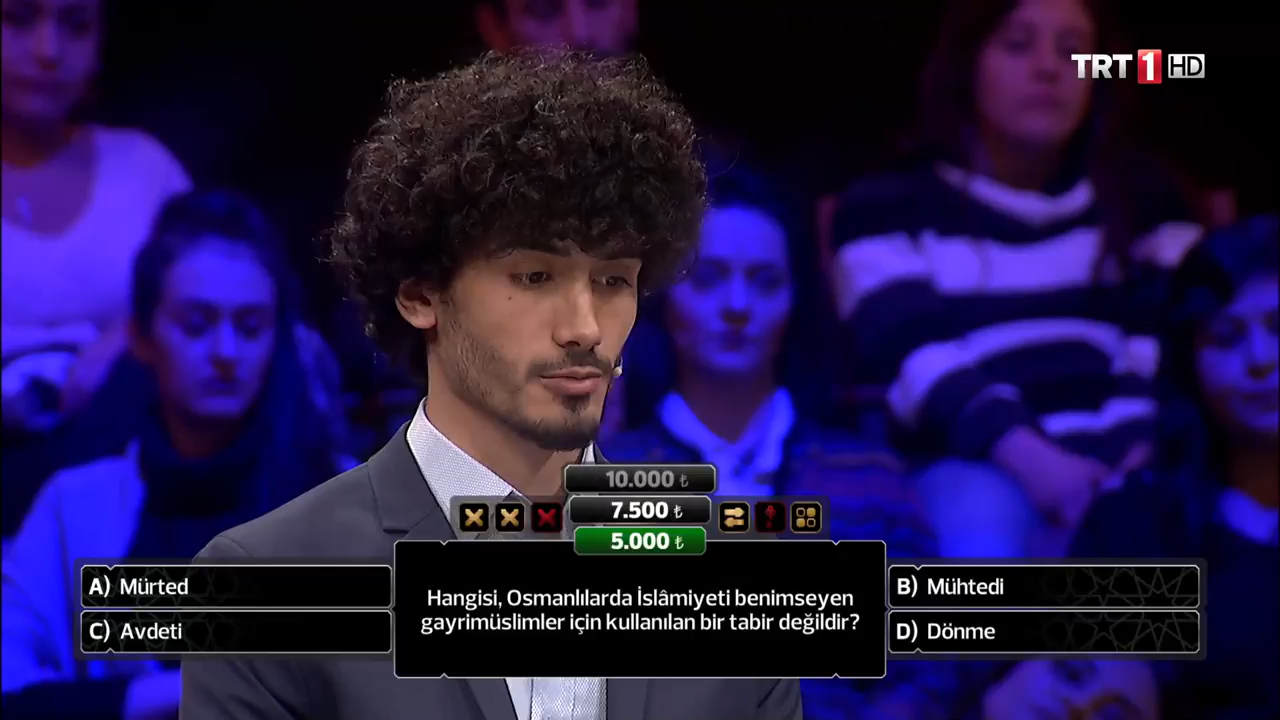 TRT 1 HD
10.000 ₺
7.500 ₺
5.000 ₺
Hangisi, Osmanlılarda İslâmiyeti benimseyen
gayrimüslimler için kullanılan bir tabir değildir?
A) Mürted
B) Mühtedi
C) Avdeti
D) Dönme